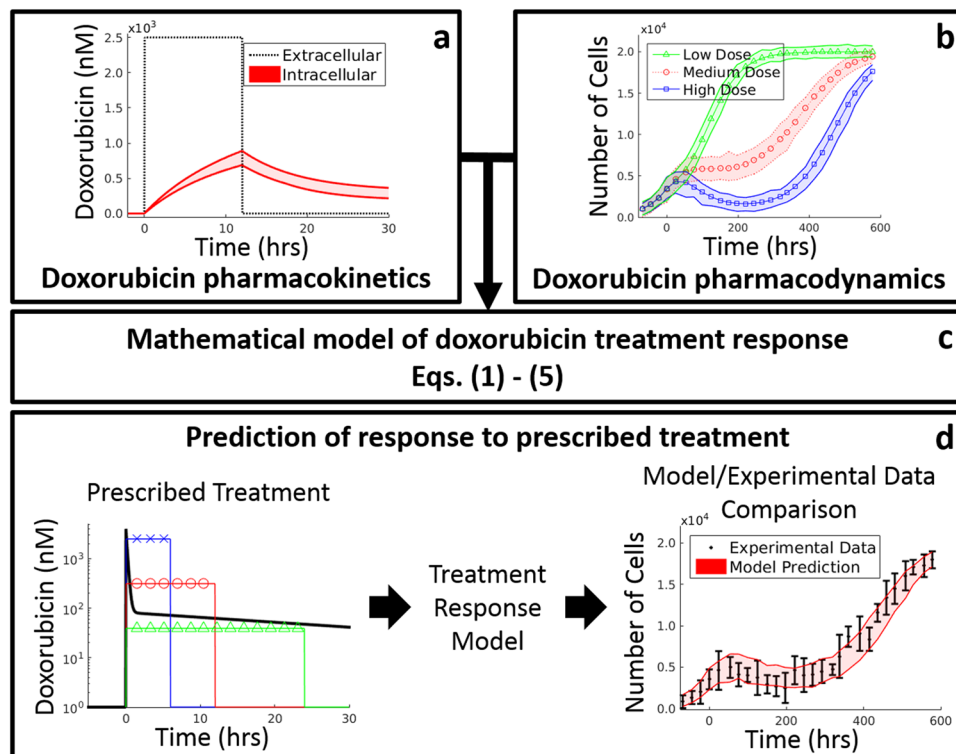 a
x10³
Doxorubicin (nM)
2.5
2.0
1.5
1.0
0.5
0.0
Extracellular
Intracellular
0
10
20
30
Time (hrs)
Doxorubicin pharmacokinetics
b
x10⁴
Number of Cells
2.0
1.5
1.0
0.5
0.0
Low Dose
Medium Dose
High Dose
0
200
400
600
Time (hrs)
Doxorubicin pharmacodynamics
Mathematical model of doxorubicin treatment response
c
Eqs. (1) - (5)
Prediction of response to prescribed treatment
d
Prescribed Treatment
Doxorubicin (nM)
10³
10²
10¹
10⁰
0
10
20
30
Time (hrs)
Treatment
Response
Model
Model/Experimental Data
Comparison
x10⁴
Number of Cells
2.0
1.5
1.0
0.5
0.0
Experimental Data
Model Prediction
0
200
400
600
Time (hrs)